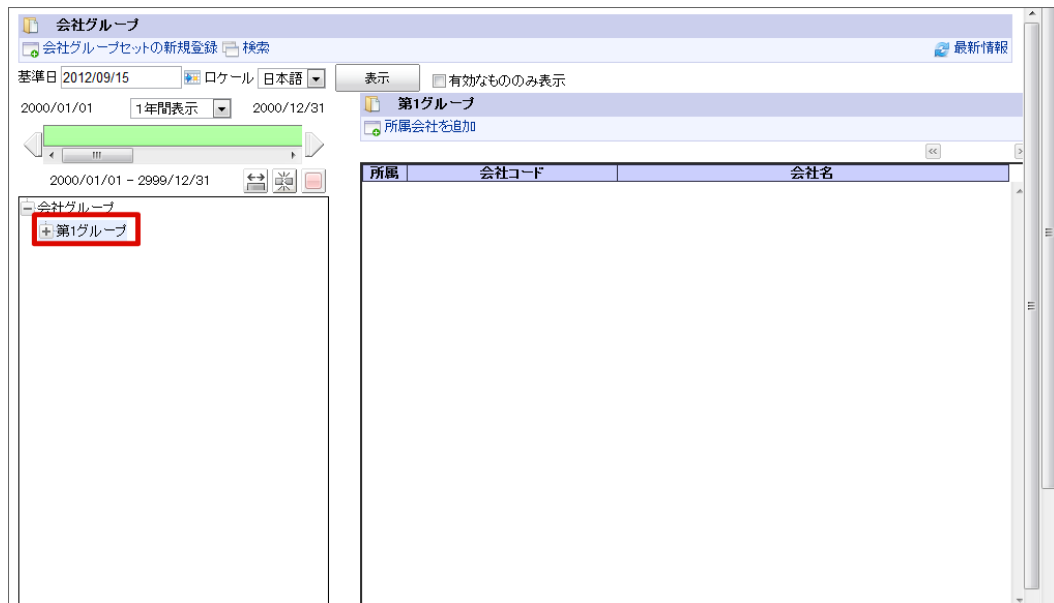 会社グループ
会社グループセットの新規登録 検索 最新情報
基準日 2012/09/15 ロケール 日本語 表示 有効なもののみ表示
2000/01/01 1年間表示 2000/12/31
2000/01/01 - 2999/12/31
会社グループ
第1グループ
第1グループ
所属会社を追加
所属 会社コード 会社名